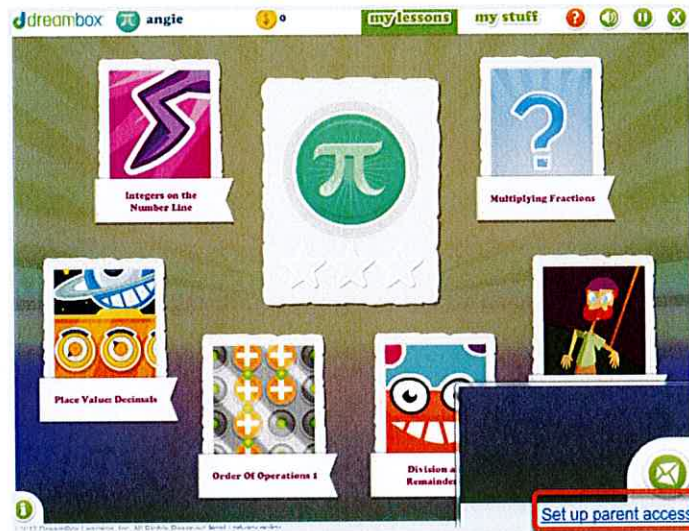 dreambox π angie 0 my lessons my stuff ? II X
π
?
Integers on the
Number Line
Multiplying Fractions
Place Value: Decimals
Order Of Operations 1
Division a
Remainder
i
Set up parent access